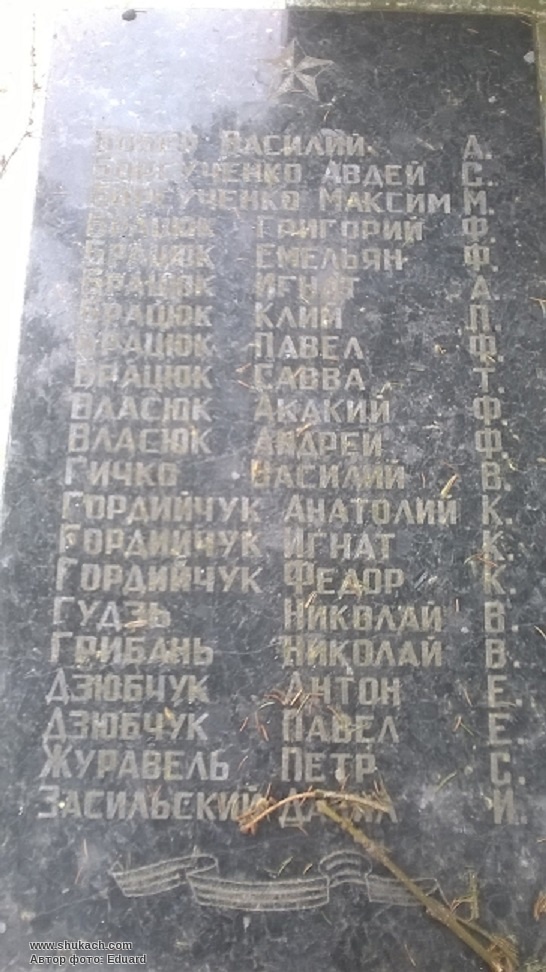 ВАСИЛИЙ А.
БОРСУЧЕНКО АВДЕЙ С.
БОРСУЧЕНКО МАКСИМ М.
БРАЦЮК ГРИГОРИЙ Ф.
БРАЦЮК ЕМЕЛЬЯН Ф.
БРАЦЮК ИГНАТ А.
БРАЦЮК КЛИМ П.
БРАЦЮК ПАВЕЛ Ф.
БРАЦЮК САВВА Т.
ВЛАСЮК АКАКИЙ Ф.
ВЛАСЮК АНДРЕЙ Ф.
ГИЧКО ВАСИЛИЙ В.
ГОРДИЙЧУК АНАТОЛИЙ К.
ГОРДИЙЧУК ИГНАТ К.
ГОРДИЙЧУК ФЕДОР К.
ГУДЗЬ НИКОЛАЙ В.
ГРИБАНЬ НИКОЛАЙ В.
ДЗЮБЧУК АНТОН Е.
ДЗЮБЧУК ПАВЕЛ Е
ЖУРАВЕЛЬ ПЕТР С.
ЗАСИЛЬСКИЙ И.
www.shukach.com
Автор фото: Eduard